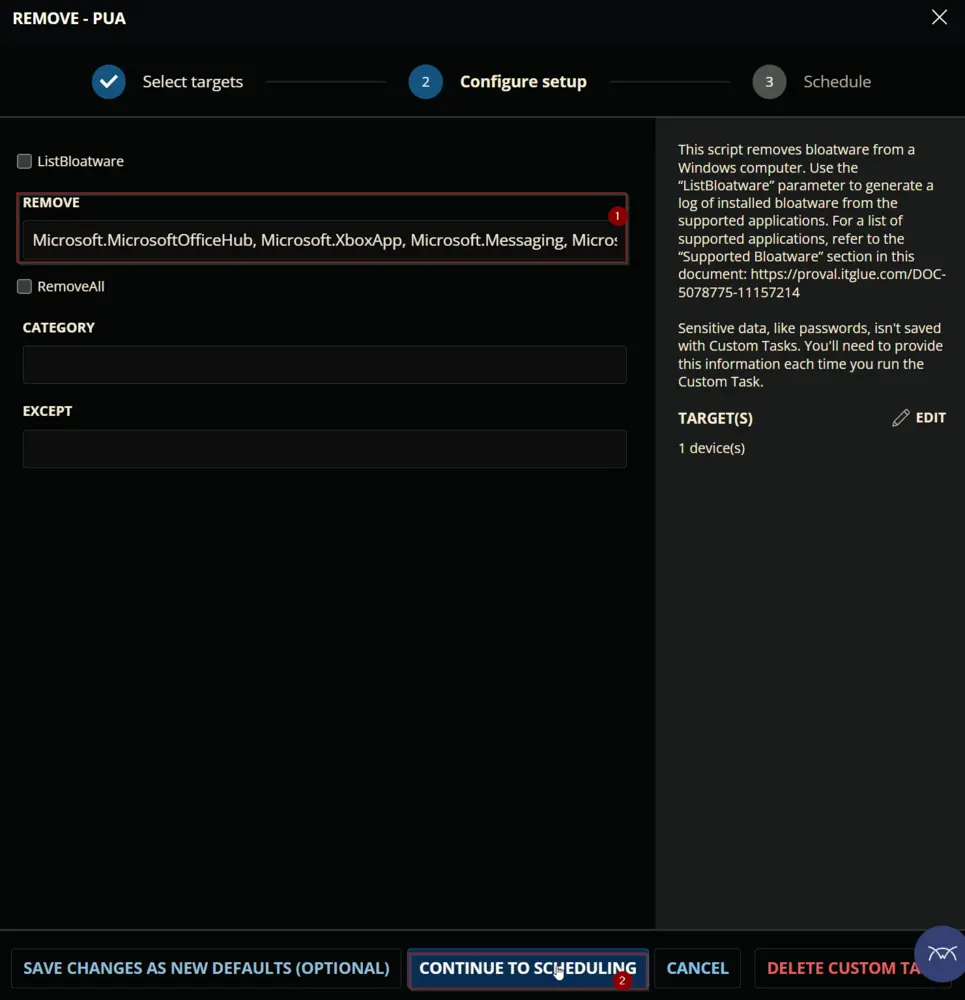 REMOVE - PUA
Select targets
2
Configure setup
3
Schedule
ListBloatware
REMOVE
1
Microsoft.MicrosoftOfficeHub, Microsoft.XboxApp, Microsoft.Messaging, Micros
RemoveAll
CATEGORY
EXCEPT
This script removes bloatware from a
Windows computer. Use the
“ListBloatware” parameter to generate a
log of installed bloatware from the
supported applications. For a list of
supported applications, refer to the
“Supported Bloatware” section in this
document: https://proval.itglue.com/DOC-
5078775-11157214
Sensitive data, like passwords, isn't saved
with Custom Tasks. You'll need to provide
this information each time you run the
Custom Task.
TARGET(S)
EDIT
1 device(s)
SAVE CHANGES AS NEW DEFAULTS (OPTIONAL)
CONTINUE TO SCHEDULING
2
CANCEL
DELETE CUSTOM TA